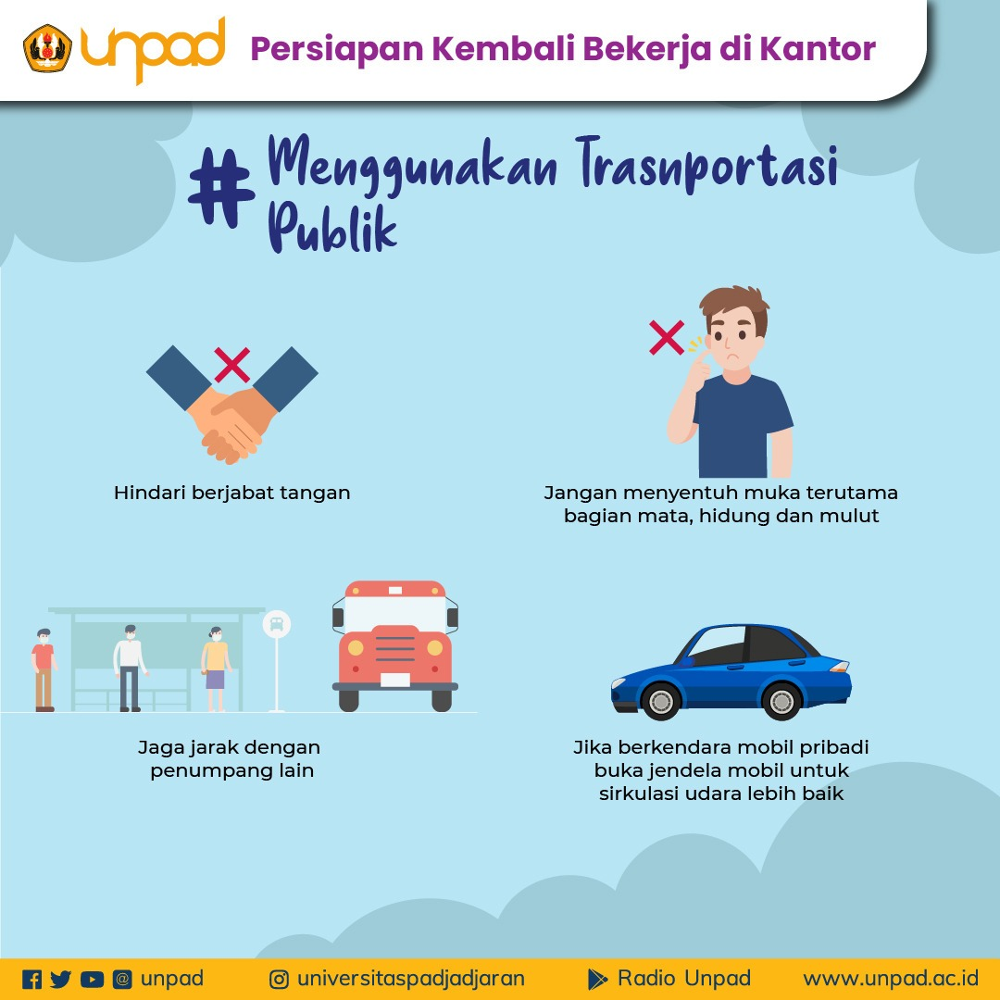 unpad Persiapan Kembali Bekerja di Kantor
# Menggunakan Trasnportasi
Publik
Hindari berjabat tangan
Jangan menyentuh muka terutama
bagian mata, hidung dan mulut
Jaga jarak dengan
penumpang lain
Jika berkendara mobil pribadi
buka jendela mobil untuk
sirkulasi udara lebih baik
@ unpad universitaspadjadjaran Radio Unpad www.unpad.ac.id